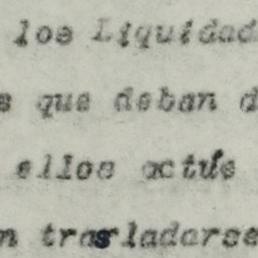 los Liquidad
s que deban d
ellos actúe
n trasladarse